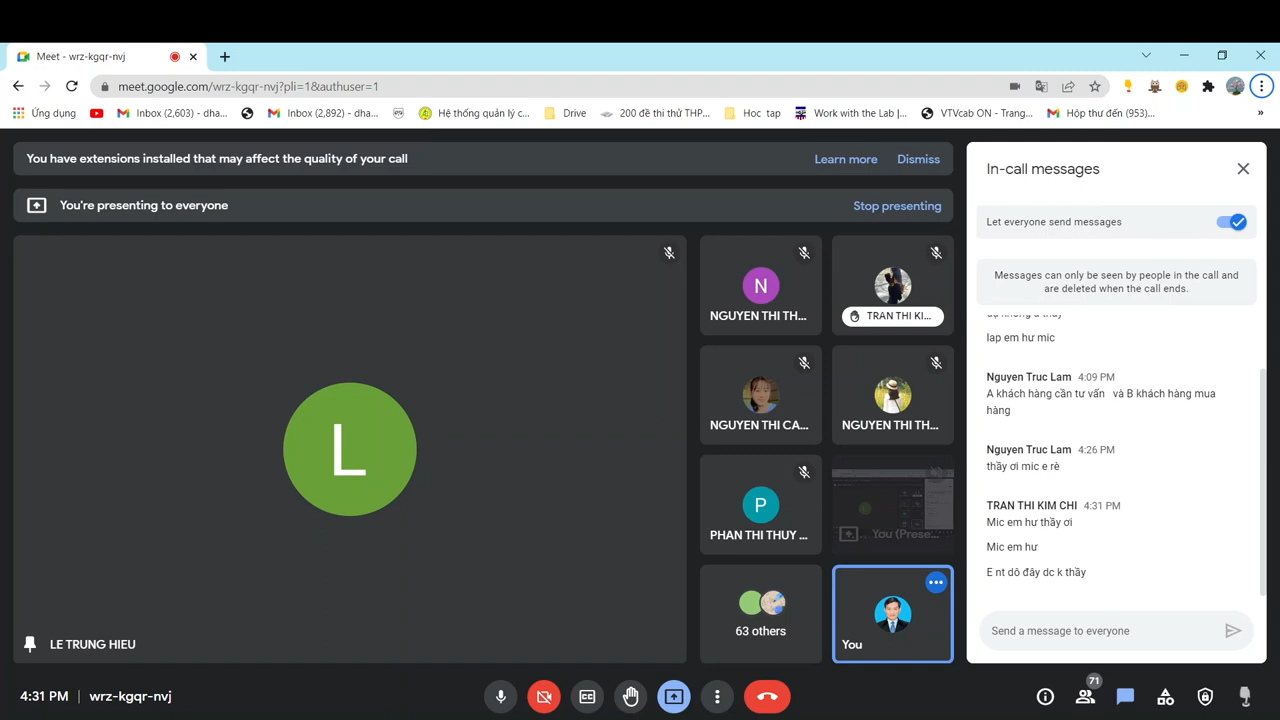 Meet - wrz-kgqr-nvj
meet.google.com/wrz-kgqr-nvj?pli=1&authuser=1
Ứng dụng
Inbox (2,603) - dha...
Inbox (2,892) - dha...
Hệ thống quản lý c...
Drive
200 đề thi thử THP...
Hoc tap
Work with the Lab |...
VTVcab ON - Trang...
Hộp thư đến (953)...
»
You have extensions installed that may affect the quality of your call
Learn more
Dismiss
You're presenting to everyone
Stop presenting
L
LE TRUNG HIEU
N
NGUYEN THI TH...
TRAN THI KI...
NGUYEN THI CA...
NGUYEN THI TH...
P
PHAN THI THUY ...
You (Prese...
63 others
You
In-call messages
Let everyone send messages
Messages can only be seen by people in the call and
are deleted when the call ends.
lap em hư mic
Nguyen Truc Lam 4:09 PM
A khách hàng cần tư vấn và B khách hàng mua
hàng
Nguyen Truc Lam 4:26 PM
thầy ơi mic e rè
TRAN THI KIM CHI 4:31 PM
Mic em hư thầy ơi
Mic em hư
E nt dô đây dc k thầy
Send a message to everyone
4:31 PM | wrz-kgqr-nvj
71